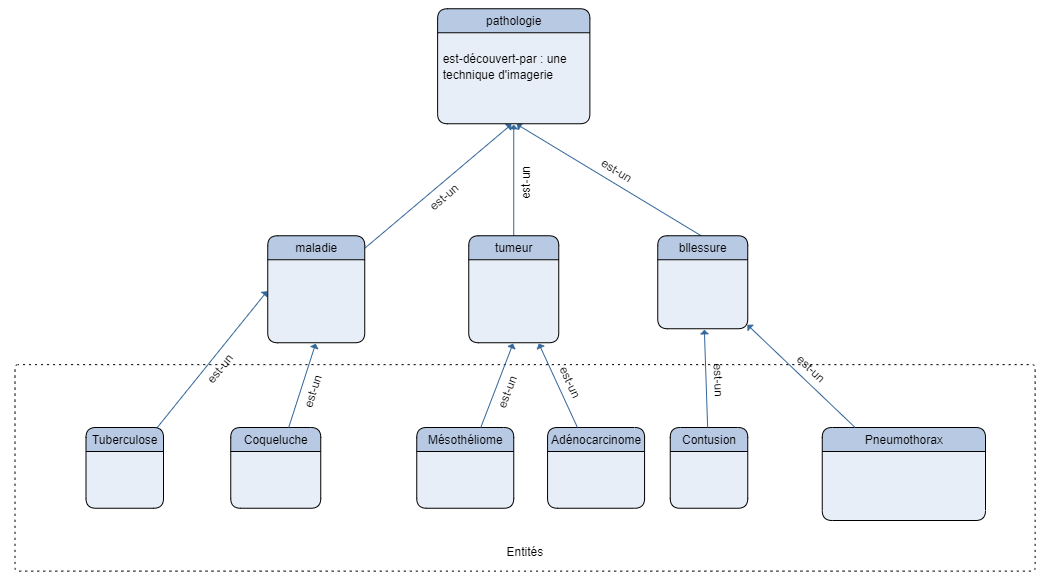 pathologie
est-découvert-par : une
technique d'imagerie
est-un
est-un
est-un
maladie
tumeur
bllessure
est-un
est-un
est-un
est-un
est-un
est-un
Tuberculose
Coqueluche
Mésothéliome
Adénocarcinome
Contusion
Pneumothorax
Entités